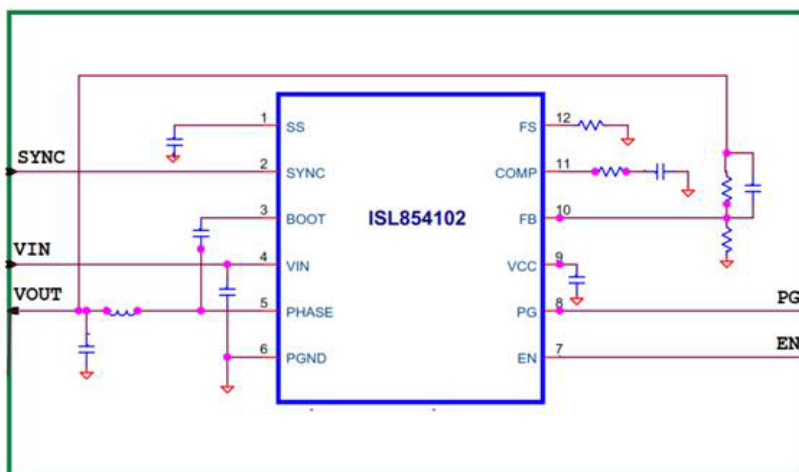 1 SS FS 12
SYNC 2 SYNC COMP 11
3 BOOT ISL854102 FB 10
VIN 4 VIN VCC 9
VOUT 5 PHASE PG 8 PG
6 PGND EN 7 EN